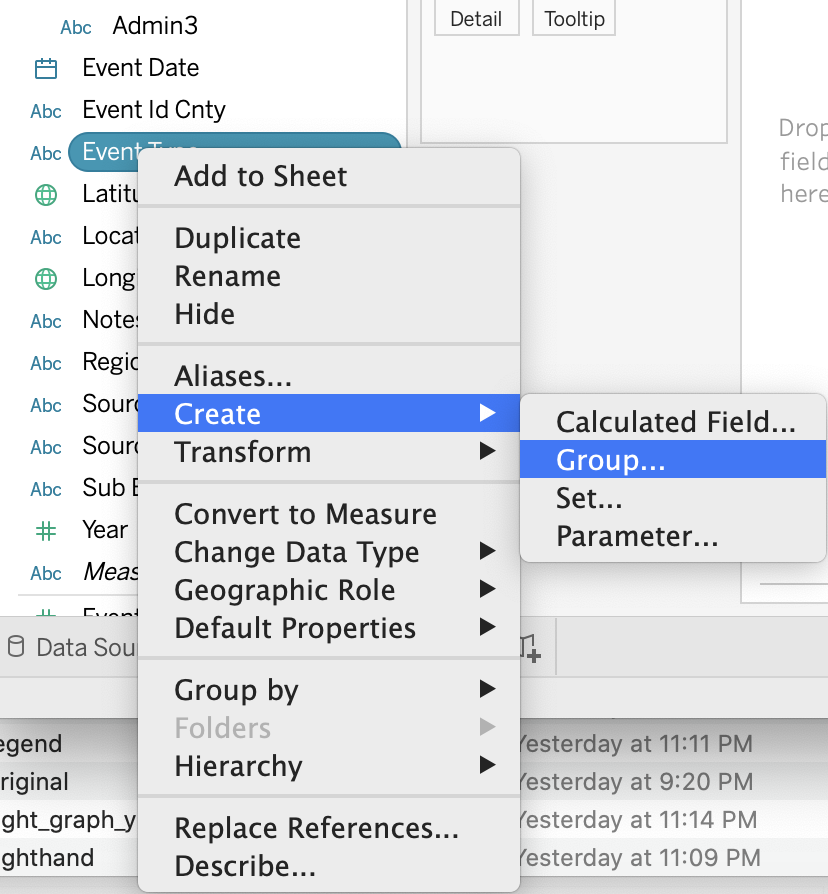 Abc Admin3
Detail
Tooltip
Event Date
Abc Event Id Cnty
Abc Event Type
Drop
field
here
Latitu
Abc Locat
Long
Abc Notes
Abc Regio
Abc Sourc
Abc Sourc
Abc Sub E
Year
Abc Meas
Event
Add to Sheet
Duplicate
Rename
Hide
Aliases...
Create
Transform
Convert to Measure
Change Data Type
Geographic Role
Default Properties
Group by
Folders
Hierarchy
Replace References...
Describe...
Calculated Field...
Group...
Set...
Parameter...
Data Sou
egend
Yesterday at 11:11 PM
riginal
Yesterday at 9:20 PM
ght_graph_y
Yesterday at 11:14 PM
ghthand
Yesterday at 11:09 PM